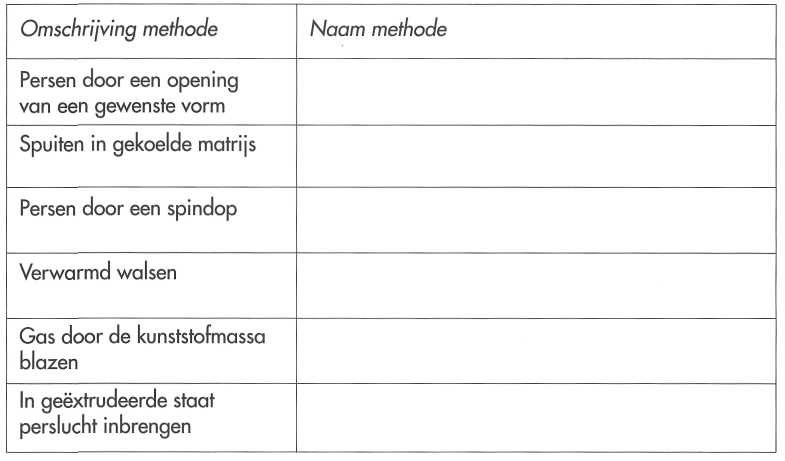 Omschrijving methode
Naam methode
Persen door een opening
van een gewenste vorm
Spuiten in gekoelde matrijs
Persen door een spindop
Verwarmd walsen
Gas door de kunststofmassa
blazen
In geëxtrudeerde staat
perslucht inbrengen